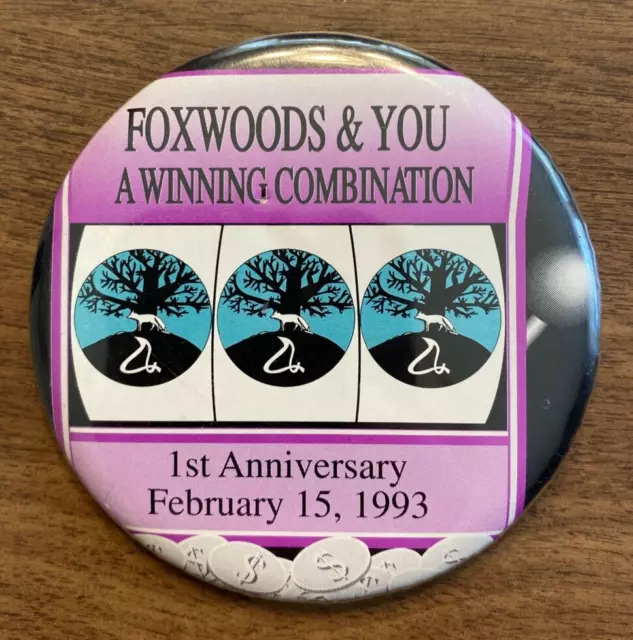 FOXWOODS & YOU
A WINNING COMBINATION
1st Anniversary
February 15, 1993
$ $ $ $ $ $